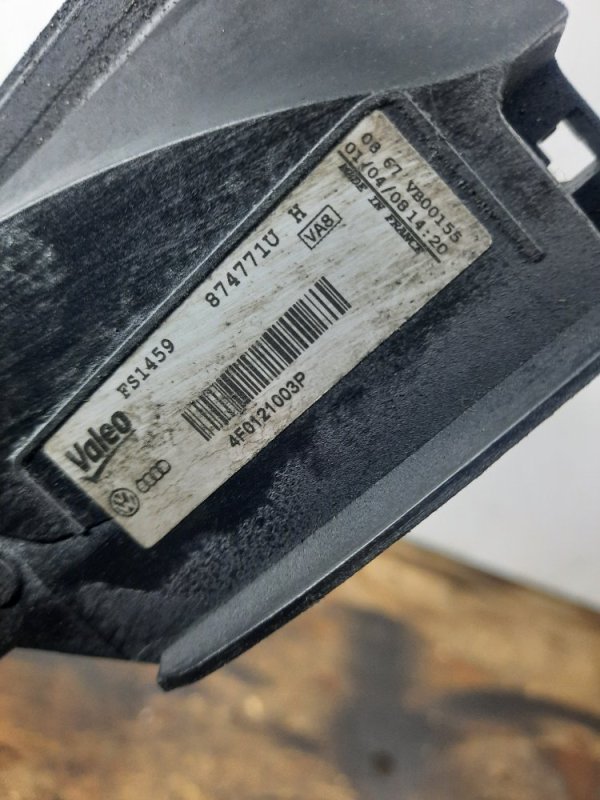 08 67 VB00155
01/04/08 14:20
MADE IN FRANCE
FS1459 874771U H VA8
Valeo
4F0121003P